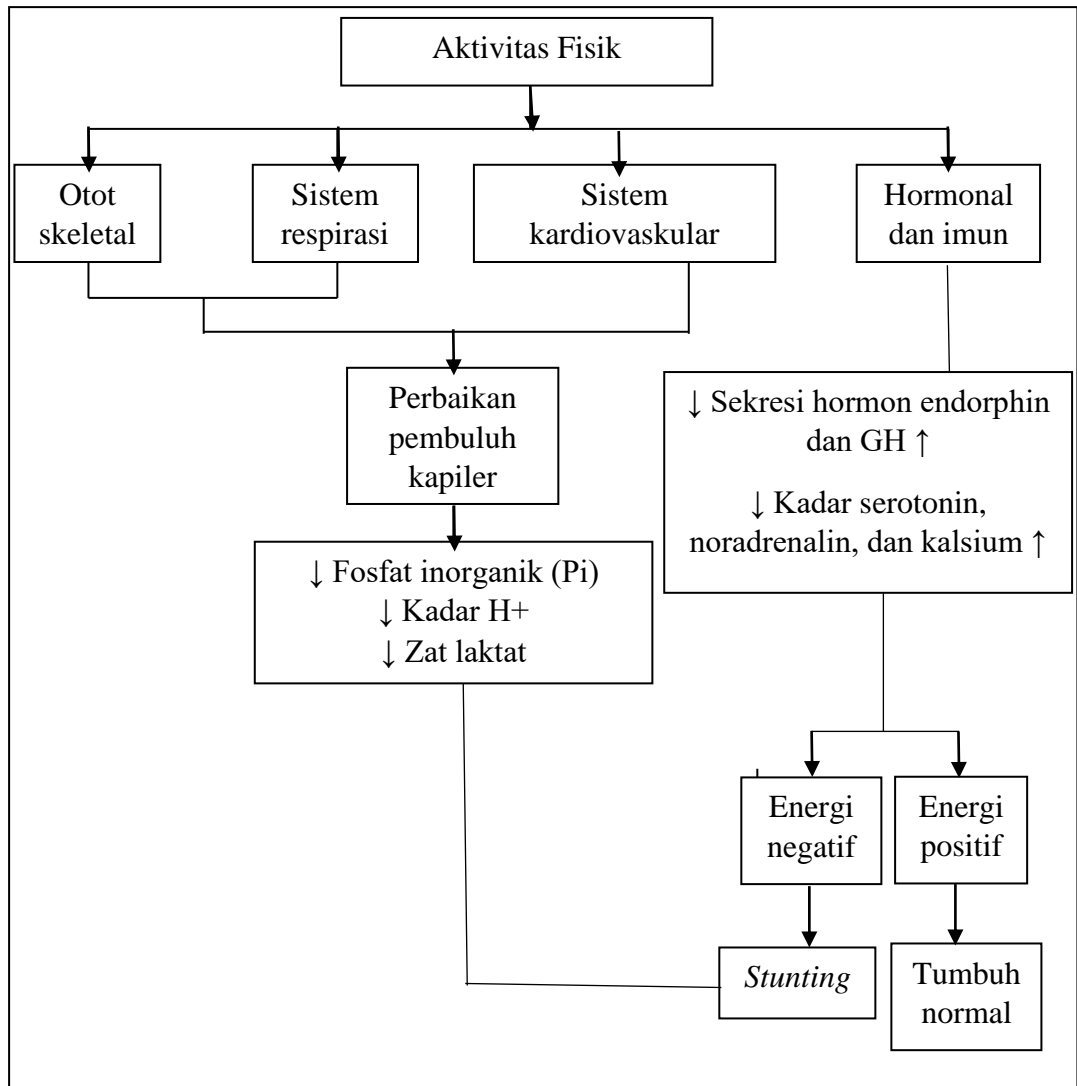 Aktivitas Fisik
Otot
skeletal
Sistem
respirasi
Sistem
kardiovaskular
Hormonal
dan imun
Perbaikan
pembuluh
kapiler
↓ Sekresi hormon endorphin
dan GH ↑
↓ Kadar serotonin,
noradrenalin, dan kalsium ↑
↓ Fosfat inorganik (Pi)
↓ Kadar H+
↓ Zat laktat
Energi
negatif
Energi
positif
Stunting
Tumbuh
normal